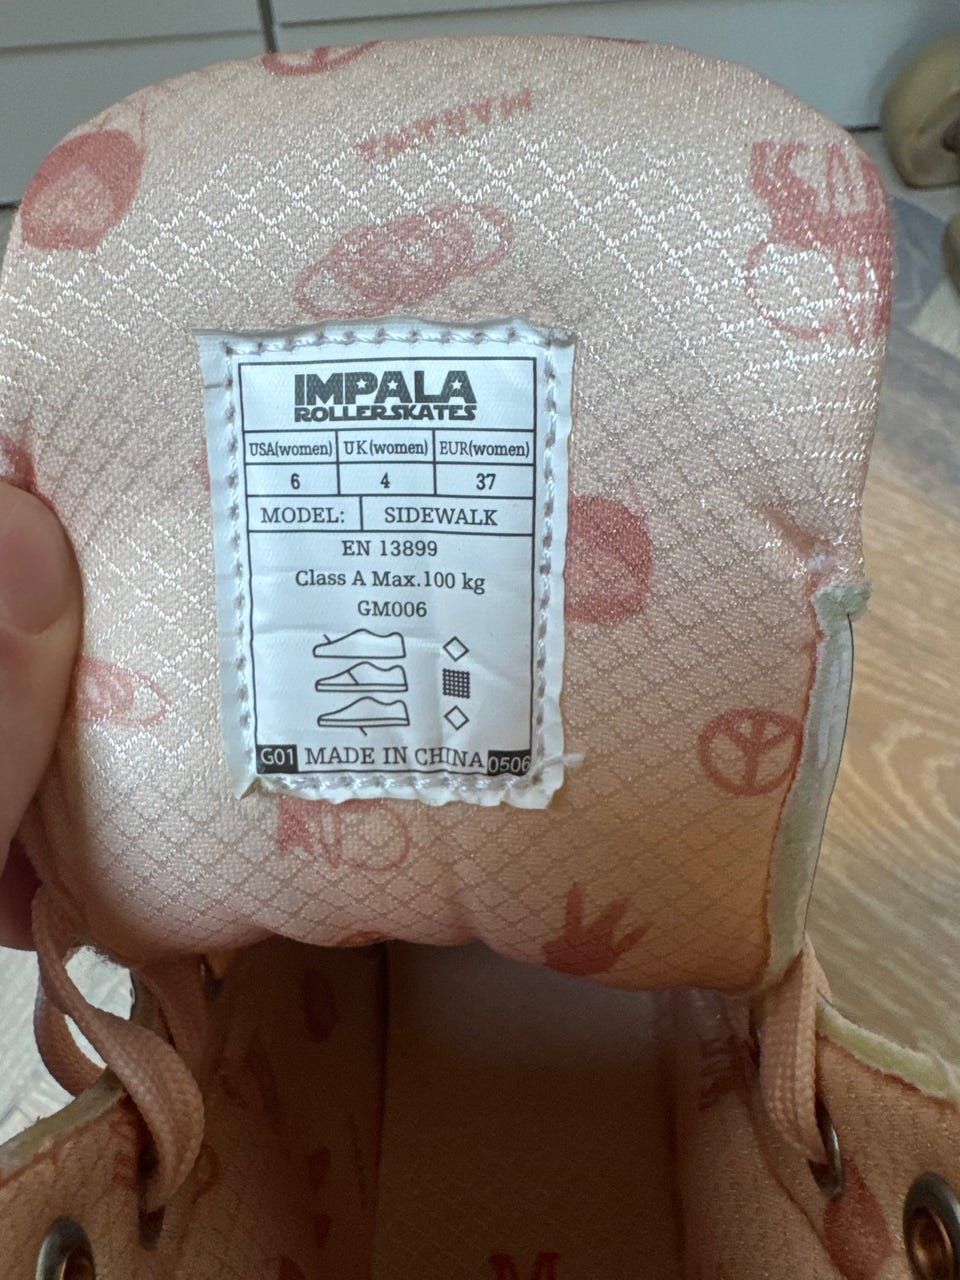 IMPALA
ROLLERSKATES
USA(women) UK(women) EUR(women)
6 4 37
MODEL: SIDEWALK
EN 13899
Class A Max.100 kg
GM006
G01 MADE IN CHINA 0506